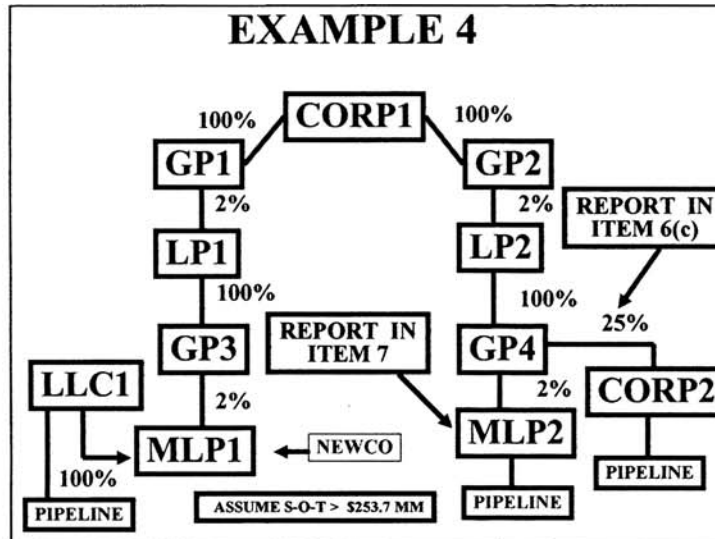 EXAMPLE 4
100%
CORP1
100%
GP1
GP2
2%
2%
REPORT IN
ITEM 6(c)
LP1
LP2
100%
100%
25%
REPORT IN
ITEM 7
GP3
GP4
LLC1
2%
2%
CORP2
MLP1
NEWCO
MLP2
100%
PIPELINE
ASSUME S-O-T > $253.7 MM
PIPELINE
PIPELINE